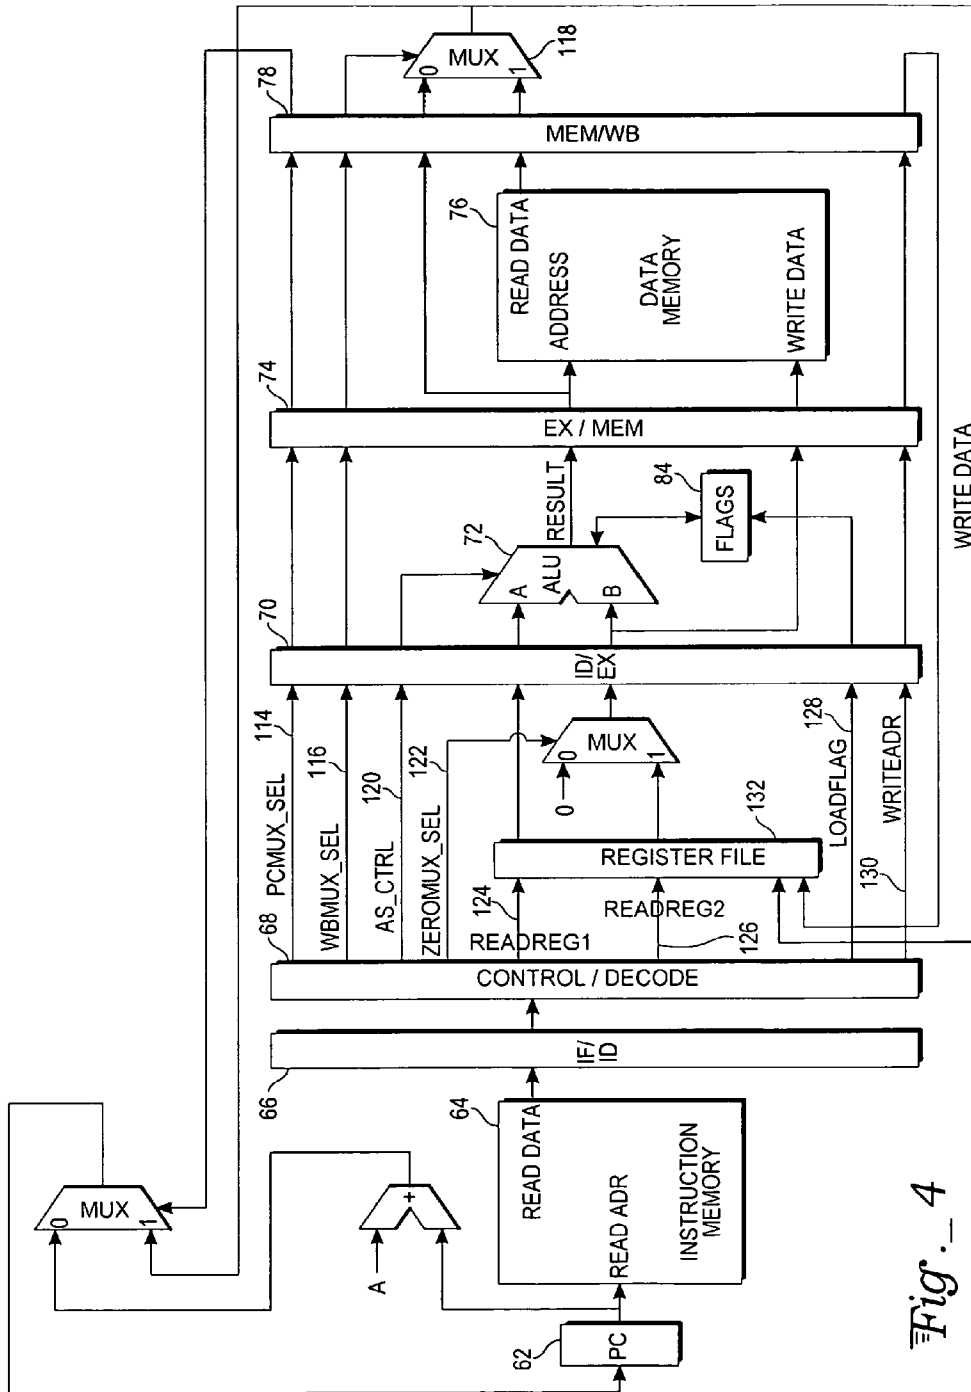 MUX
0
1
A
+
62
PC
64
READ DATA
READ ADR
INSTRUCTION
MEMORY
66
IF/
ID
68
CONTROL / DECODE
PCMUX_SEL
114
WBMUX_SEL
116
AS_CTRL
120
ZEROMUX_SEL
122
124
READREG1
READREG2
126
REGISTER FILE
132
0
0
MUX
1
LOADFLAG
128
WRITEADR
130
70
ID/
EX
72
A
ALU
B
RESULT
84
FLAGS
74
EX / MEM
76
READ DATA
ADDRESS
DATA
MEMORY
WRITE DATA
78
MEM/WB
0
MUX
1
118
WRITE DATA
Fig._ 4